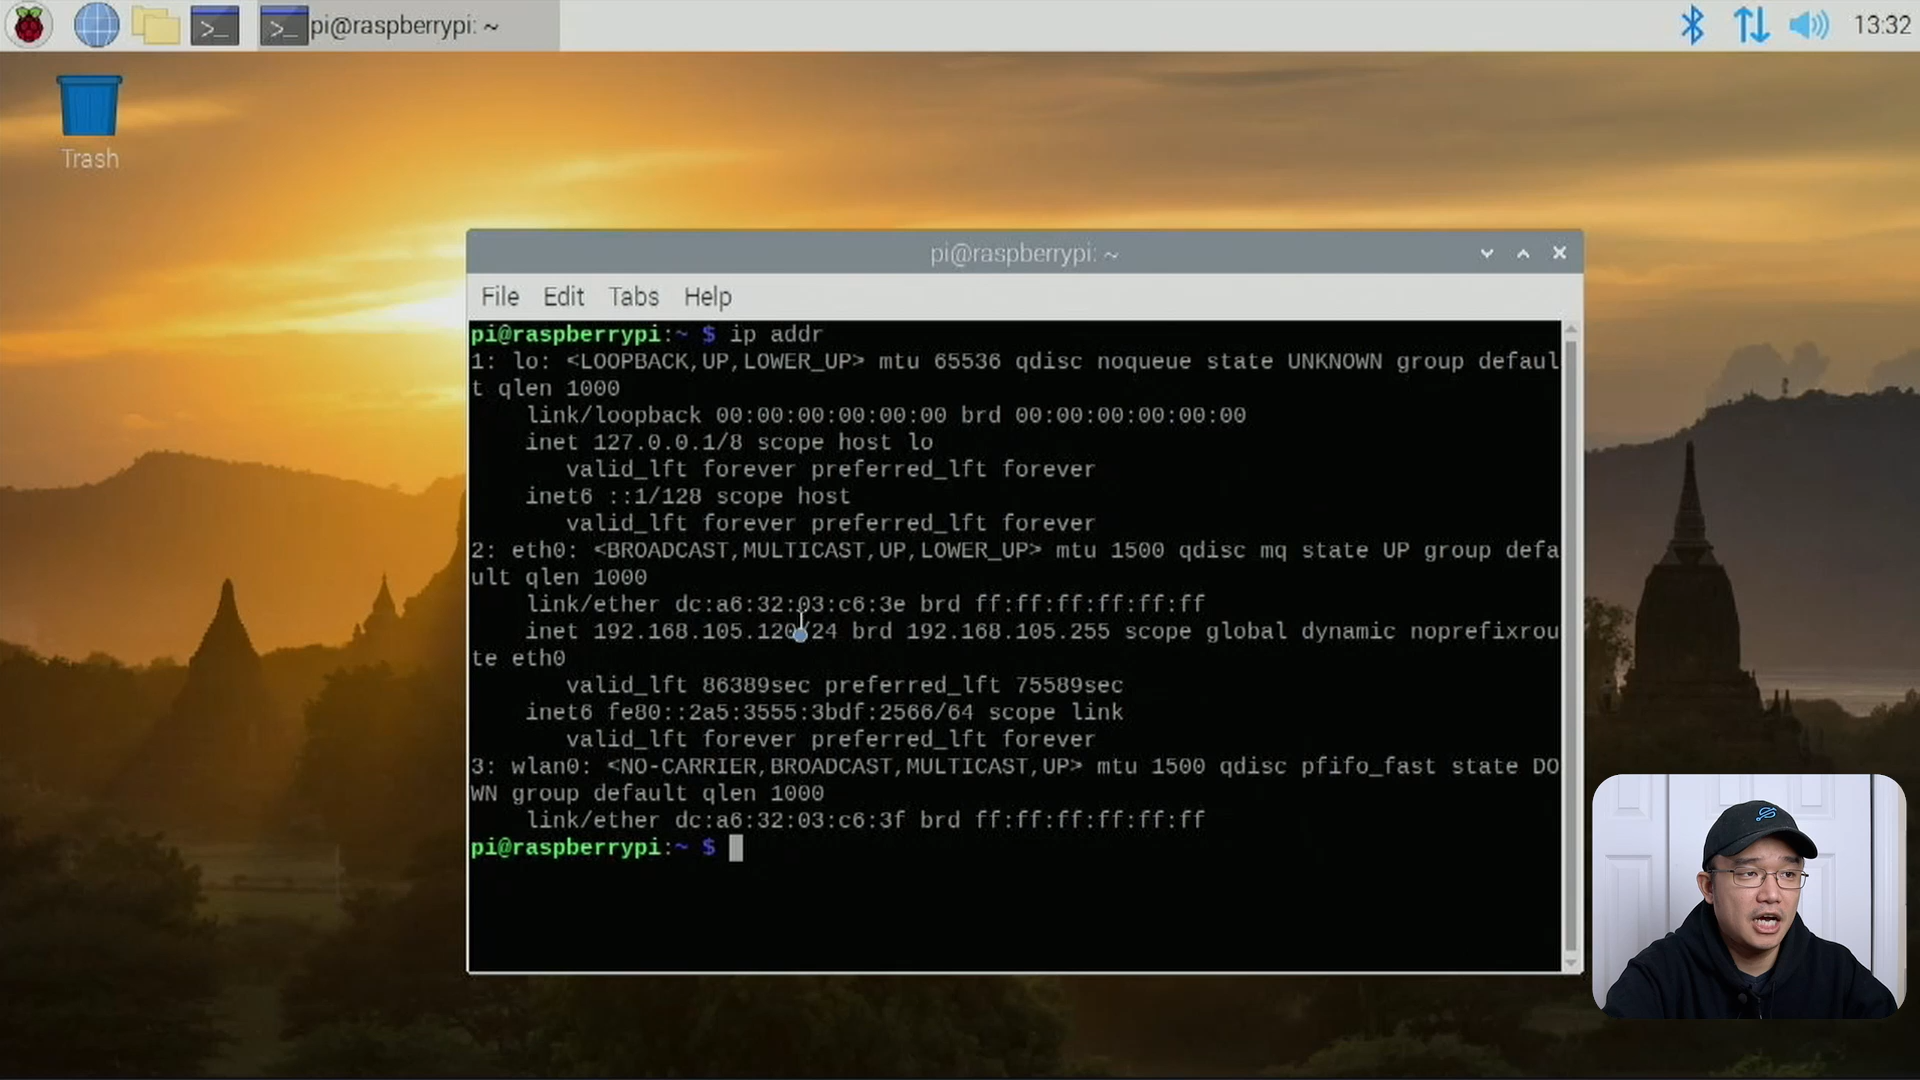 pi@raspberrypi: ~
13:32
Trash
pi@raspberrypi: ~
File Edit Tabs Help
pi@raspberrypi:~ $ ip addr
1: lo: <LOOPBACK,UP,LOWER_UP> mtu 65536 qdisc noqueue state UNKNOWN group defaul
t qlen 1000
link/loopback 00:00:00:00:00:00 brd 00:00:00:00:00:00
inet 127.0.0.1/8 scope host lo
valid_lft forever preferred_lft forever
inet6 ::1/128 scope host
valid_lft forever preferred_lft forever
2: eth0: <BROADCAST,MULTICAST,UP,LOWER_UP> mtu 1500 qdisc mq state UP group defa
ult qlen 1000
link/ether dc:a6:32:03:c6:3e brd ff:ff:ff:ff:ff:ff
inet 192.168.105.120/24 brd 192.168.105.255 scope global dynamic noprefixrou
te eth0
valid_lft 86389sec preferred_lft 75589sec
inet6 fe80::2a5:3555:3bdf:2566/64 scope link
valid_lft forever preferred_lft forever
3: wlan0: <NO-CARRIER,BROADCAST,MULTICAST,UP> mtu 1500 qdisc pfifo_fast state DO
WN group default qlen 1000
link/ether dc:a6:32:03:c6:3f brd ff:ff:ff:ff:ff:ff
pi@raspberrypi:~ $